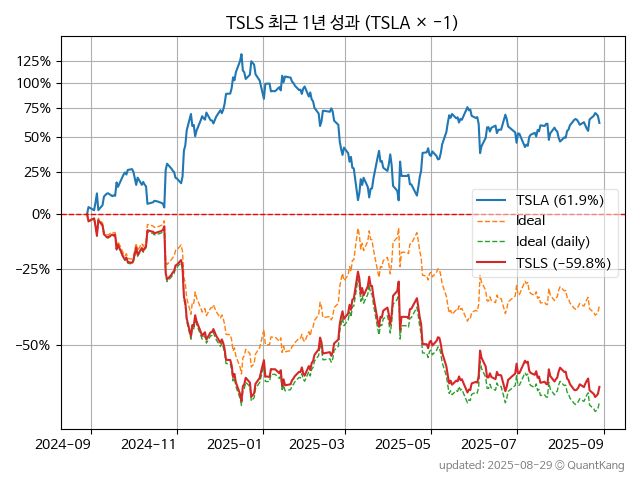 TSLS 최근 1년 성과 (TSLA × −1)
125%
100%
75%
50%
25%
0%
−25%
−50%
TSLA (61.9%)
Ideal
Ideal (daily)
TSLS (−59.8%)
2024-09
2024-11
2025-01
2025-03
2025-05
2025-07
2025-09
updated: 2025-08-29 © QuantKang